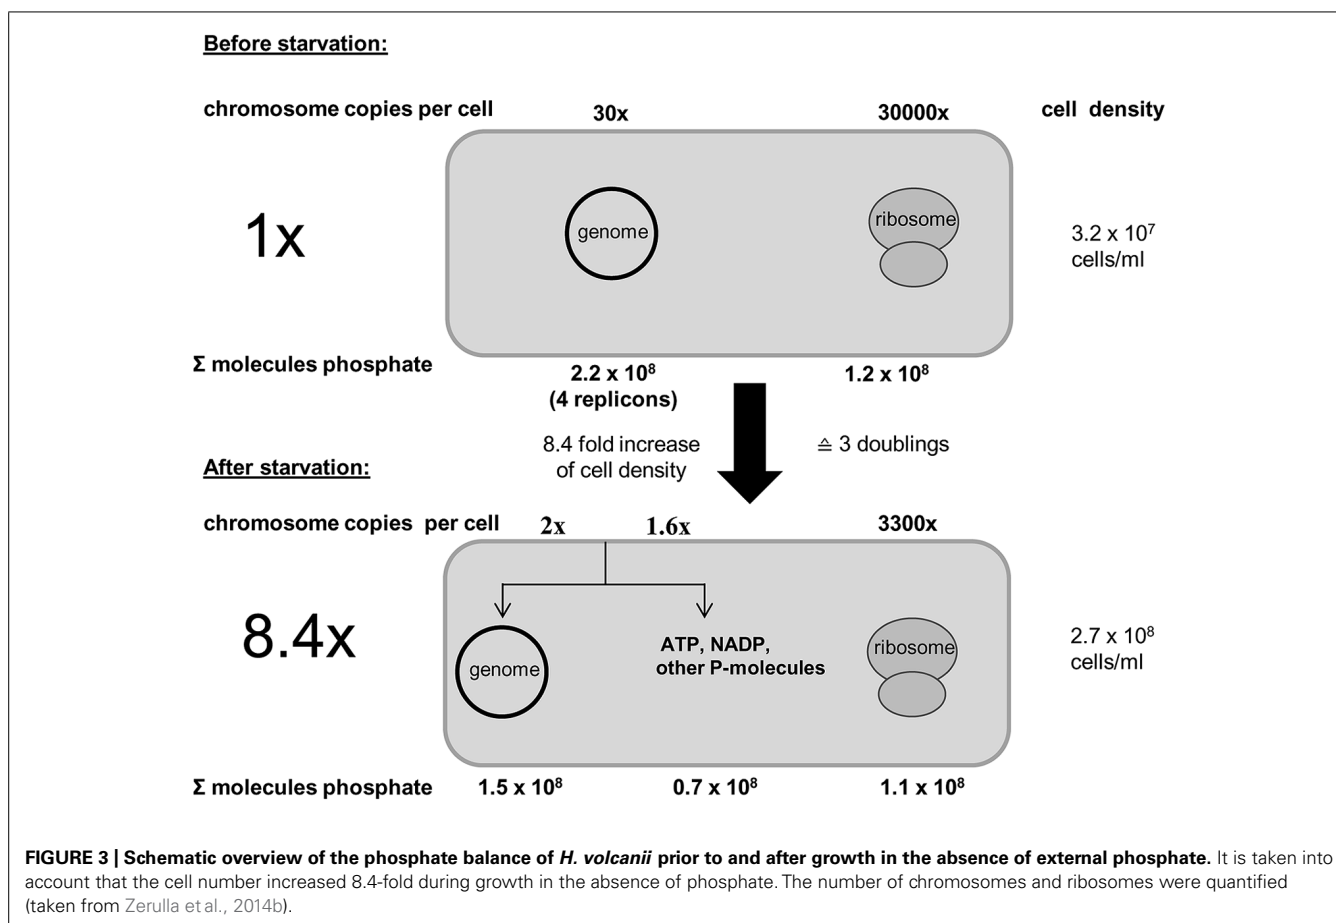 Before starvation:
chromosome copies per cell 30x 30000x cell density
1x
genome
ribosome
3.2 x 10⁷
cells/ml
Σ molecules phosphate
2.2 x 10⁸ 1.2 x 10⁸
(4 replicons)
8.4 fold increase
of cell density
≙ 3 doublings
After starvation:
chromosome copies per cell 2x 1.6x 3300x
8.4x
genome
ATP, NADP,
other P-molecules
ribosome
2.7 x 10⁸
cells/ml
Σ molecules phosphate 1.5 x 10⁸ 0.7 x 10⁸ 1.1 x 10⁸
FIGURE 3 | Schematic overview of the phosphate balance of H. volcanii prior to and after growth in the absence of external phosphate. It is taken into
account that the cell number increased 8.4-fold during growth in the absence of phosphate. The number of chromosomes and ribosomes were quantified
(taken from Zerulla et al., 2014b).